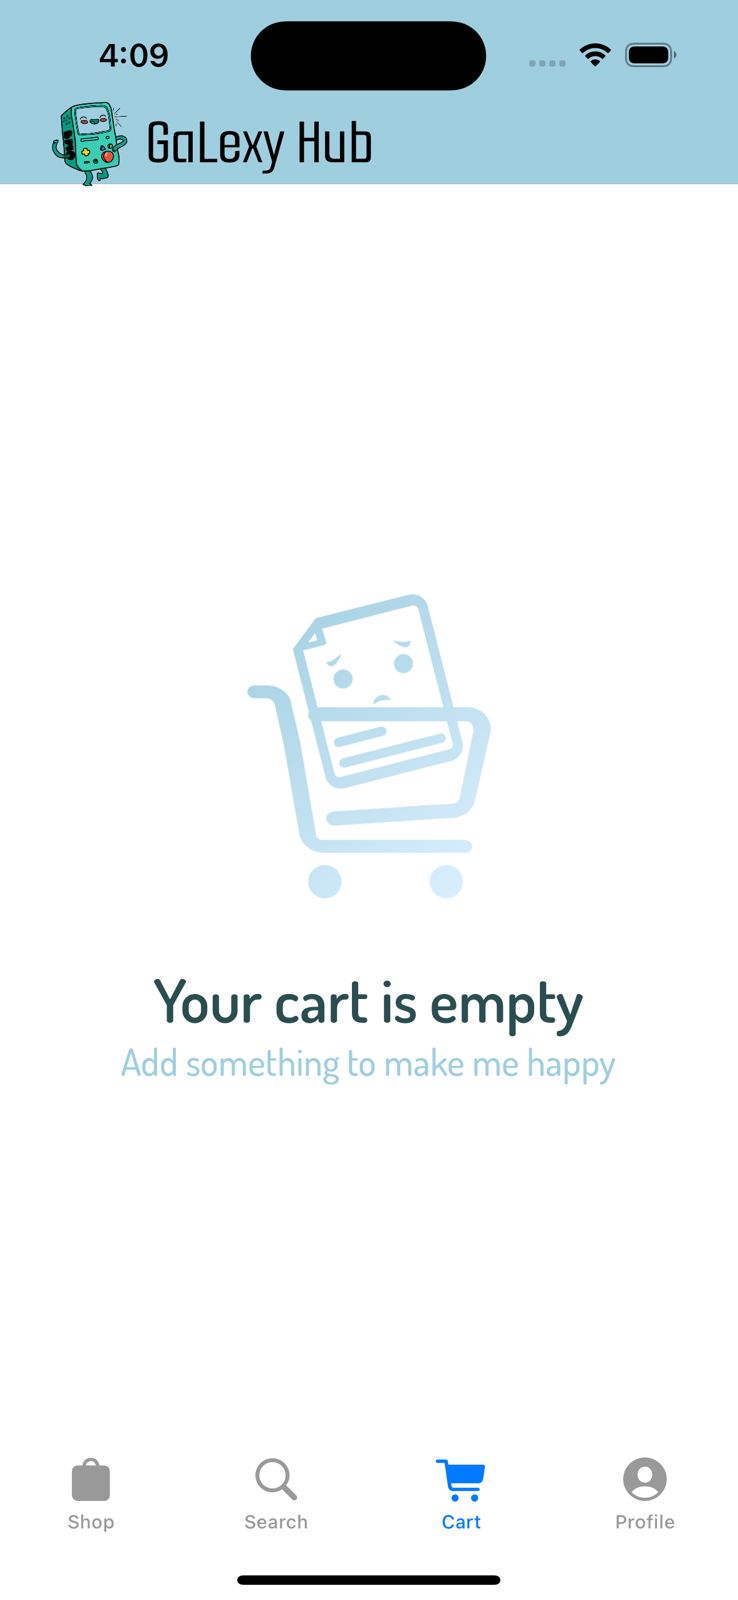 4:09
GaLexy Hub
Your cart is empty
Add something to make me happy
Shop
Search
Cart
Profile